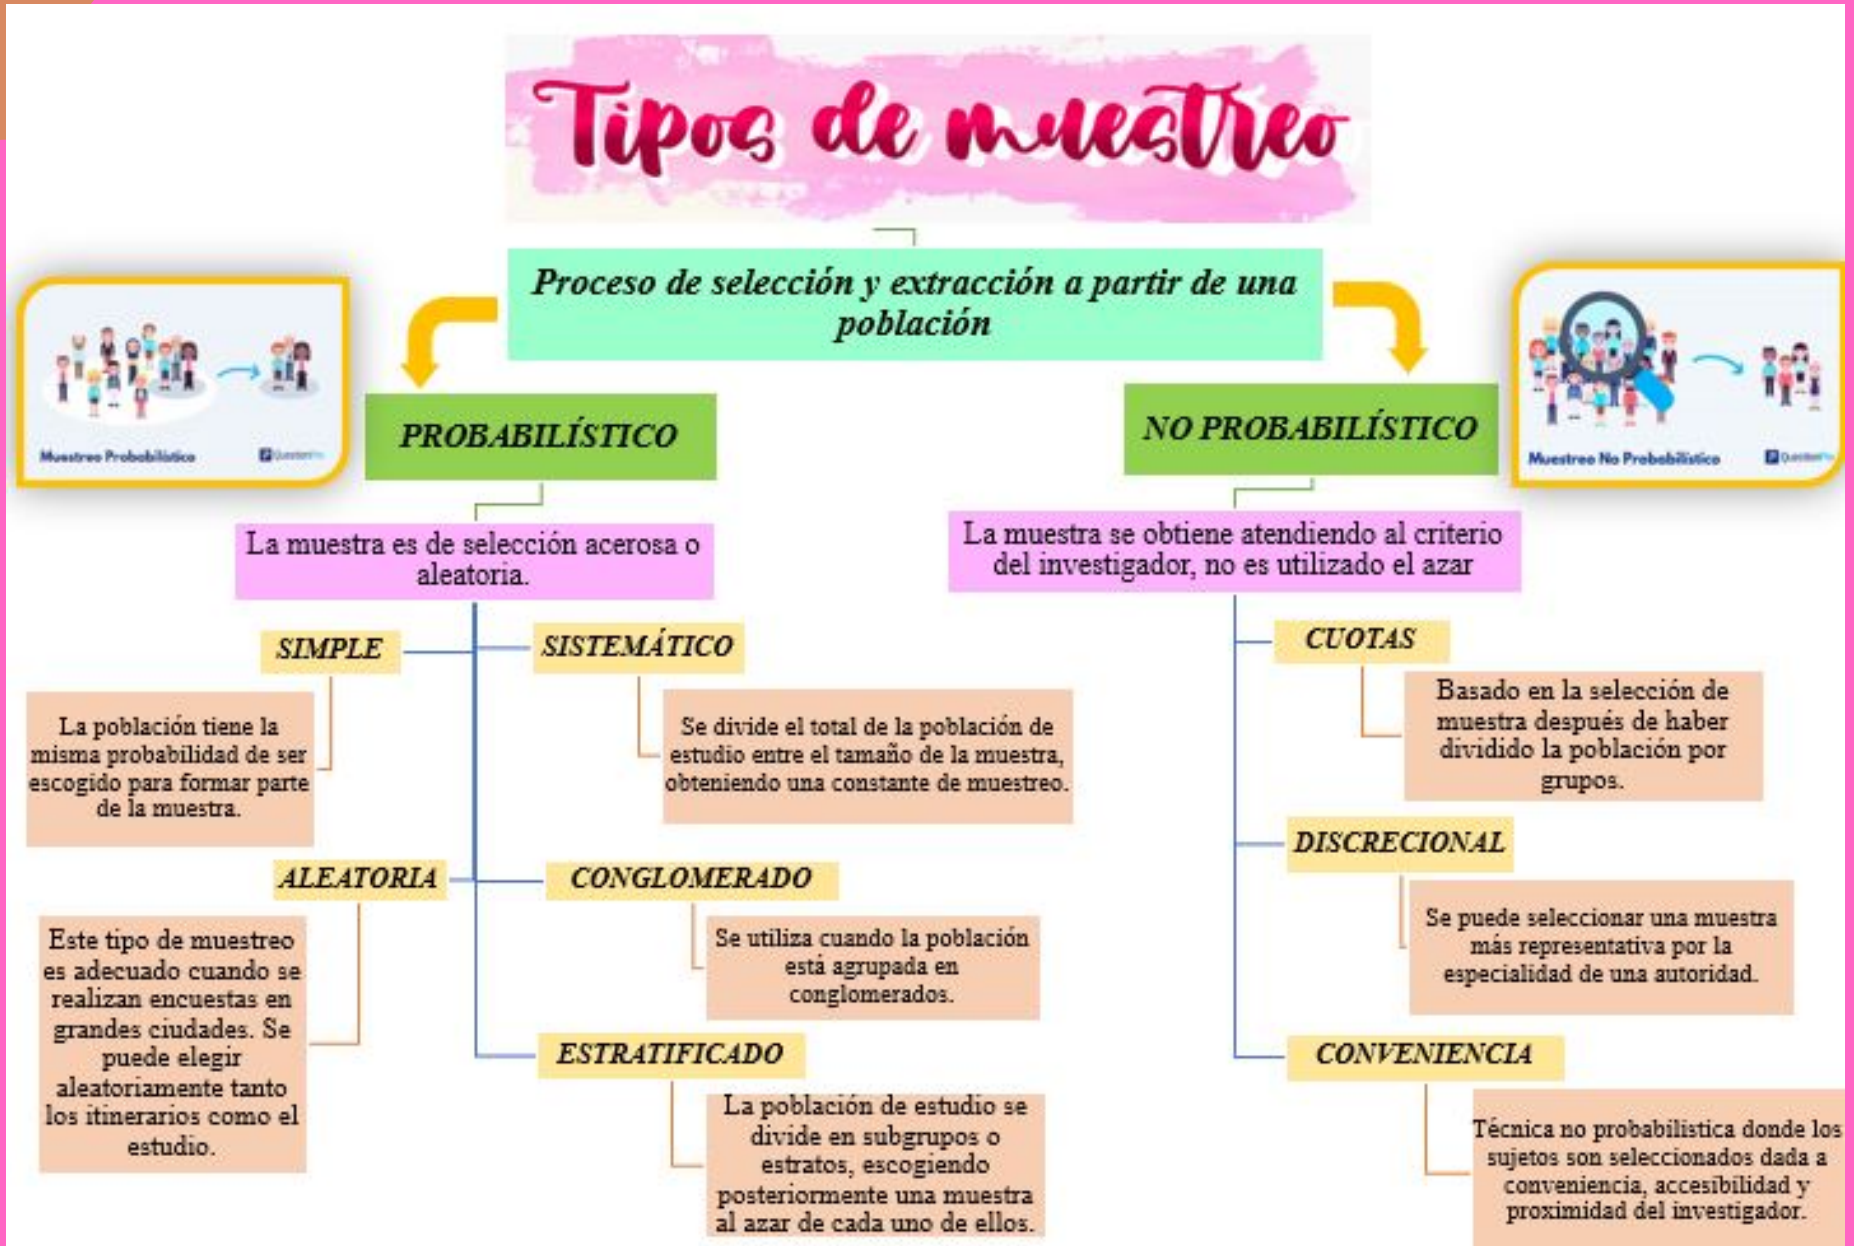 Tipos de muestreo
Proceso de selección y extracción a partir de una
población
Muestreo Probabilístico
QuestionPro
Muestreo No Probabilístico
QuestionPro
PROBABILÍSTICO
La muestra es de selección acerosa o
aleatoria.
SIMPLE
La población tiene la
misma probabilidad de ser
escogido para formar parte
de la muestra.
SISTEMÁTICO
Se divide el total de la población de
estudio entre el tamaño de la muestra,
obteniendo una constante de muestreo.
ALEATORIA
Este tipo de muestreo
es adecuado cuando se
realizan encuestas en
grandes ciudades. Se
puede elegir
aleatoriamente tanto
los itinerarios como el
estudio.
CONGLOMERADO
Se utiliza cuando la población
está agrupada en
conglomerados.
ESTRATIFICADO
La población de estudio se
divide en subgrupos o
estratos, escogiendo
posteriormente una muestra
al azar de cada uno de ellos.
NO PROBABILÍSTICO
La muestra se obtiene atendiendo al criterio
del investigador, no es utilizado el azar
CUOTAS
Basado en la selección de
muestra después de haber
dividido la población por
grupos.
DISCRECIONAL
Se puede seleccionar una muestra
más representativa por la
especialidad de una autoridad.
CONVENIENCIA
Técnica no probabilistica donde los
sujetos son seleccionados dada a
conveniencia, accesibilidad y
proximidad del investigador.